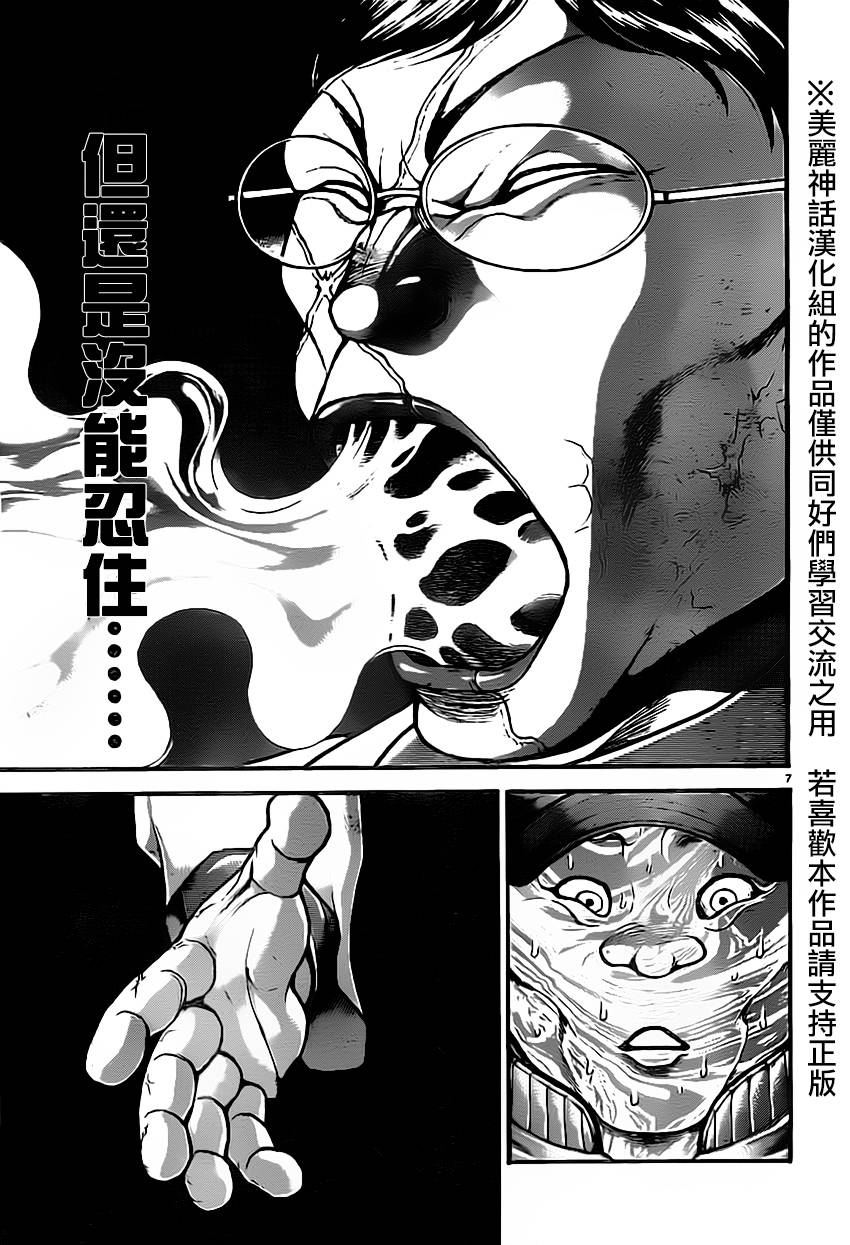 但還是沒能忍住……
7
※美麗神話漢化組的作品僅供同好們學習交流之用 若喜歡本作品請支持正版